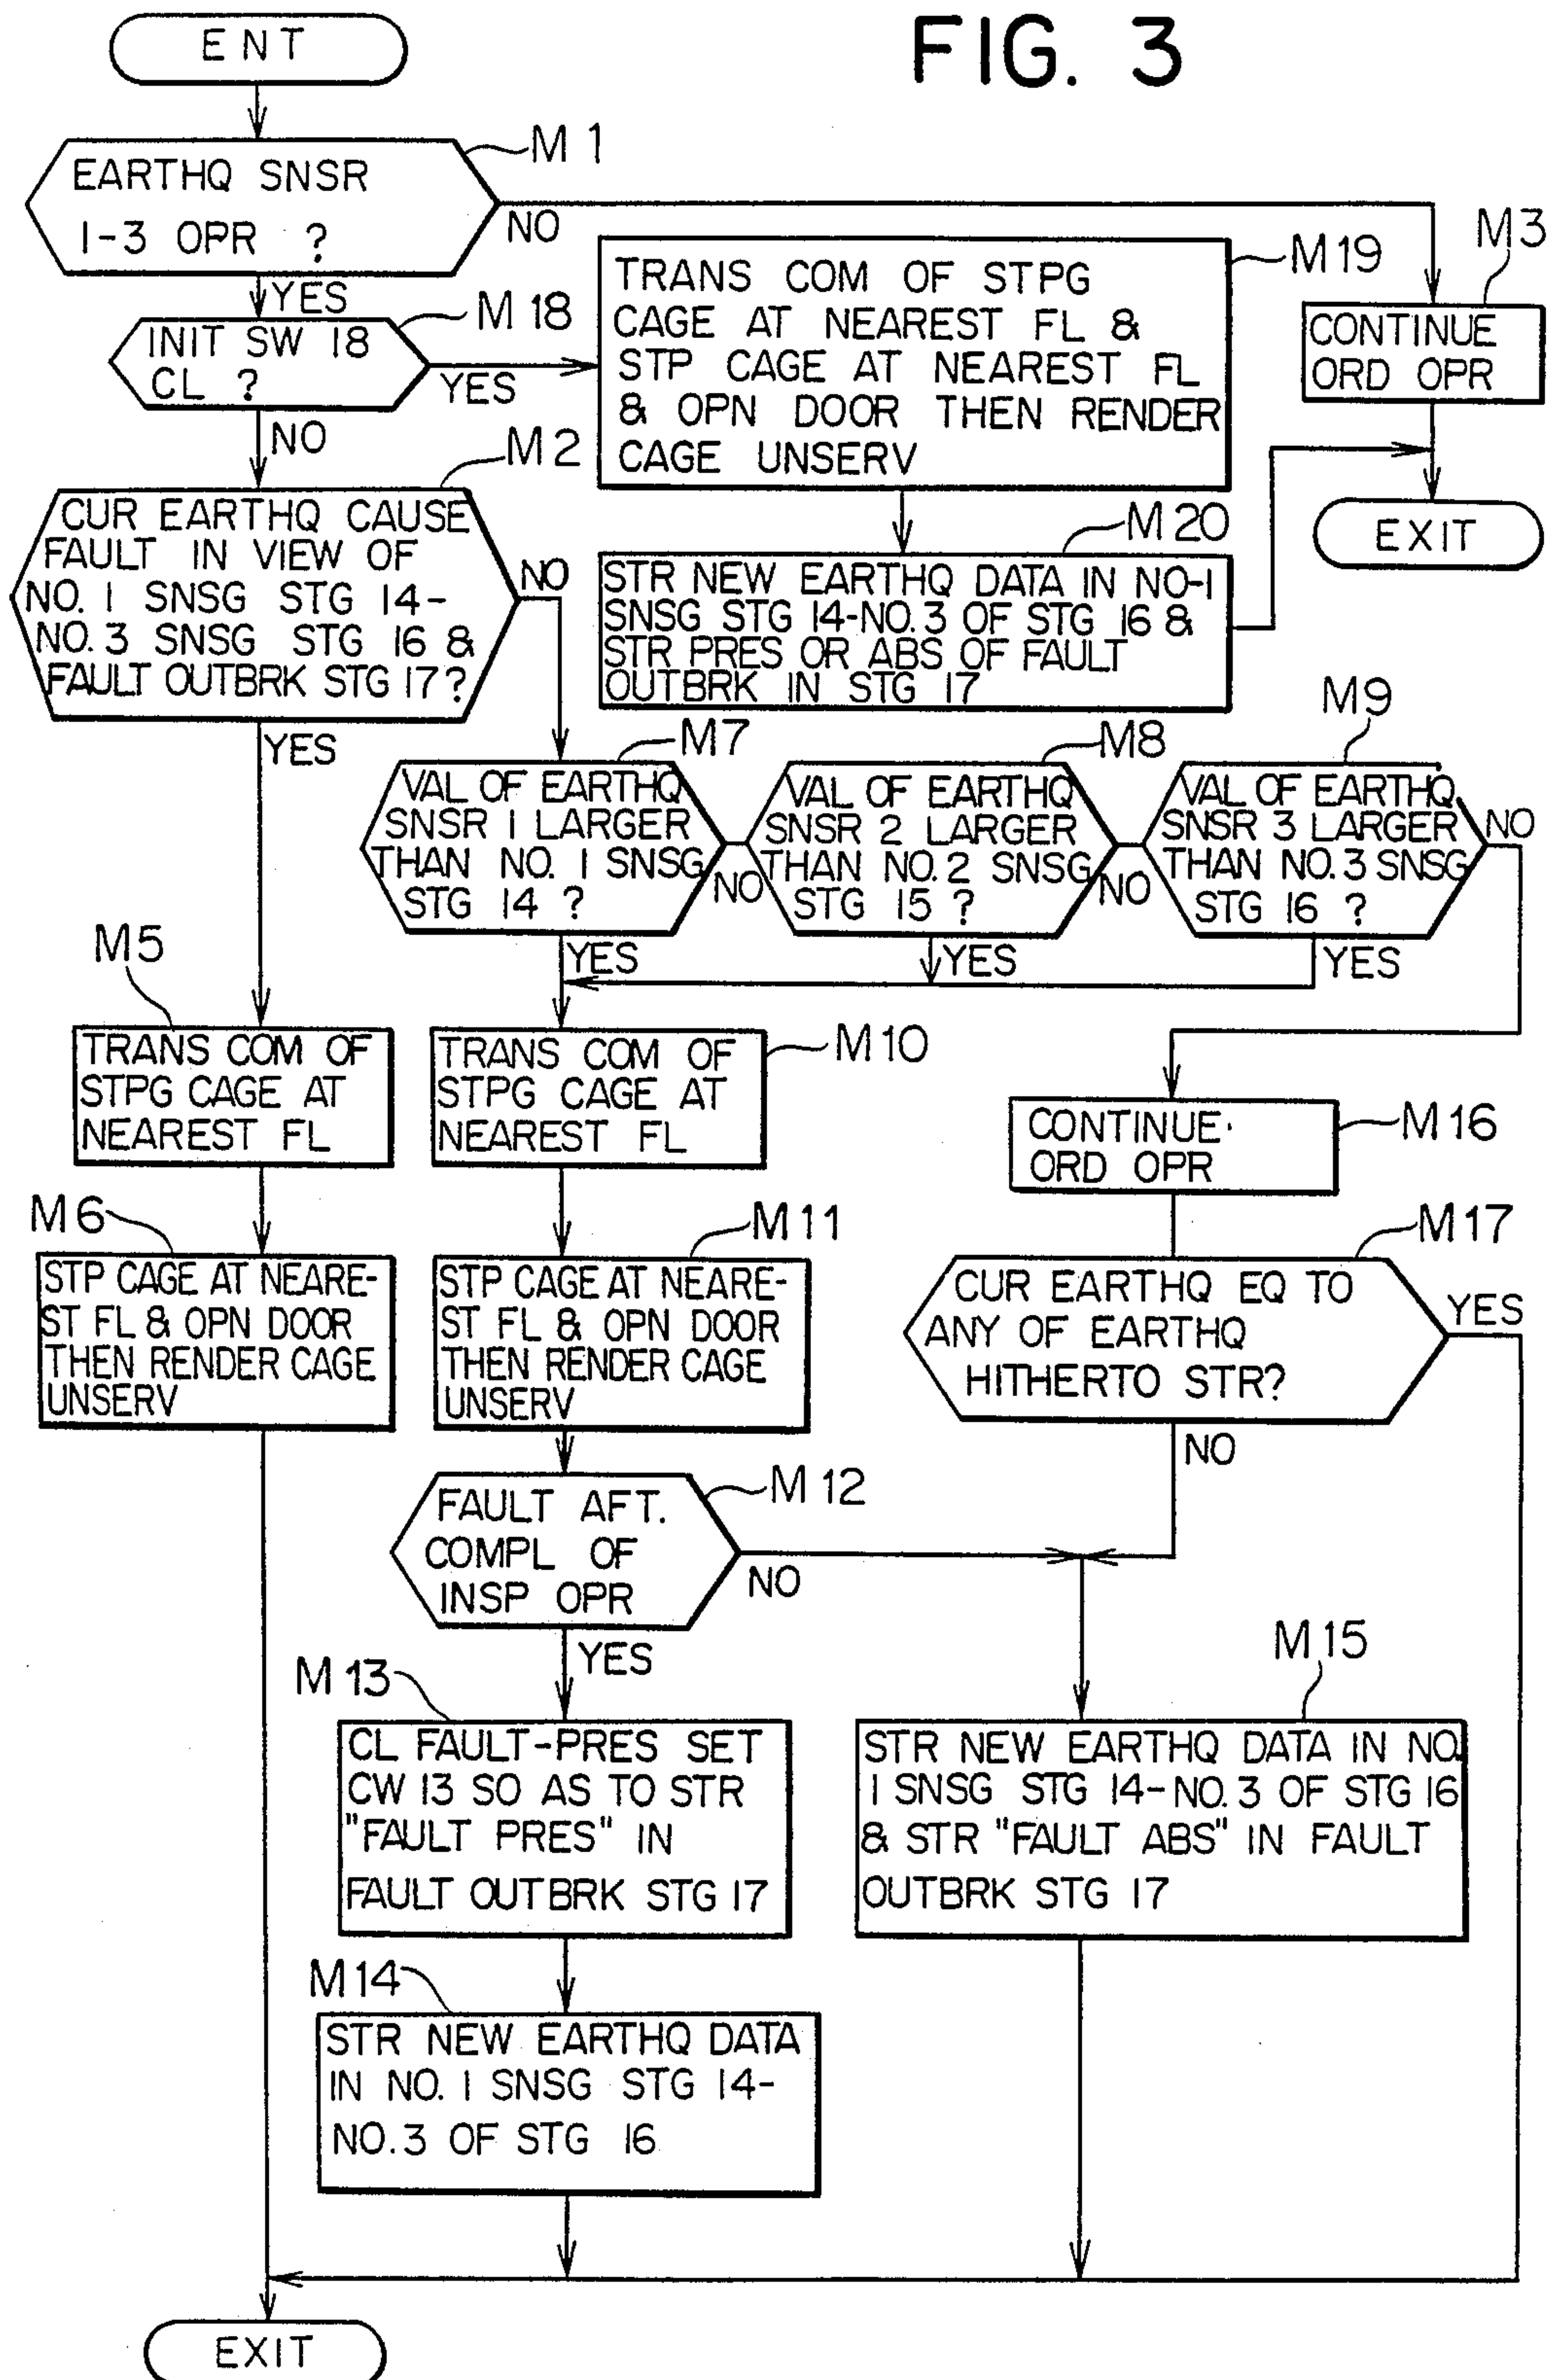 FIG. 3
ENT
M1
EARTHQ SNSR
1-3 OPR ?
NO
YES
M3
CONTINUE
ORD OPR
EXIT
M18
INIT SW 18
CL ?
YES
NO
M19
TRANS COM OF STPG
CAGE AT NEAREST FL &
STP CAGE AT NEAREST FL
& OPN DOOR THEN RENDER
CAGE UNSERV
M20
STR NEW EARTHQ DATA IN NO-1
SNSG STG 14-NO.3 OF STG 16 &
STR PRES OR ABS OF FAULT
OUTBRK IN STG 17
M2
CUR EARTHQ CAUSE
FAULT IN VIEW OF
NO. 1 SNSG STG 14-
NO.3 SNSG STG 16 &
FAULT OUTBRK STG 17?
NO
YES
M7
VAL OF EARTHQ
SNSR 1 LARGER
THAN NO. 1 SNSG
STG 14 ?
NO
YES
M8
VAL OF EARTHQ
SNSR 2 LARGER
THAN NO.2 SNSG
STG 15 ?
NO
YES
M9
VAL OF EARTHQ
SNSR 3 LARGER
THAN NO.3 SNSG
STG 16 ?
NO
YES
M5
TRANS COM OF
STPG CAGE AT
NEAREST FL
M10
TRANS COM OF
STPG CAGE AT
NEAREST FL
M16
CONTINUE
ORD OPR
M6
STP CAGE AT NEARE-
ST FL & OPN DOOR
THEN RENDER CAGE
UNSERV
M11
STP CAGE AT NEARE-
ST FL & OPN DOOR
THEN RENDER CAGE
UNSERV
M17
CUR EARTHQ EQ TO
ANY OF EARTHQ
HITHERTO STR?
YES
NO
M12
FAULT AFT.
COMPL OF
INSP OPR
NO
YES
M13
CL FAULT-PRES SET
CW 13 SO AS TO STR
"FAULT PRES" IN
FAULT OUTBRK STG 17
M15
STR NEW EARTHQ DATA IN NO.
1 SNSG STG 14-NO.3 OF STG 16
& STR "FAULT ABS" IN FAULT
OUTBRK STG 17
M14
STR NEW EARTHQ DATA
IN NO. 1 SNSG STG 14-
NO.3 OF STG 16
EXIT